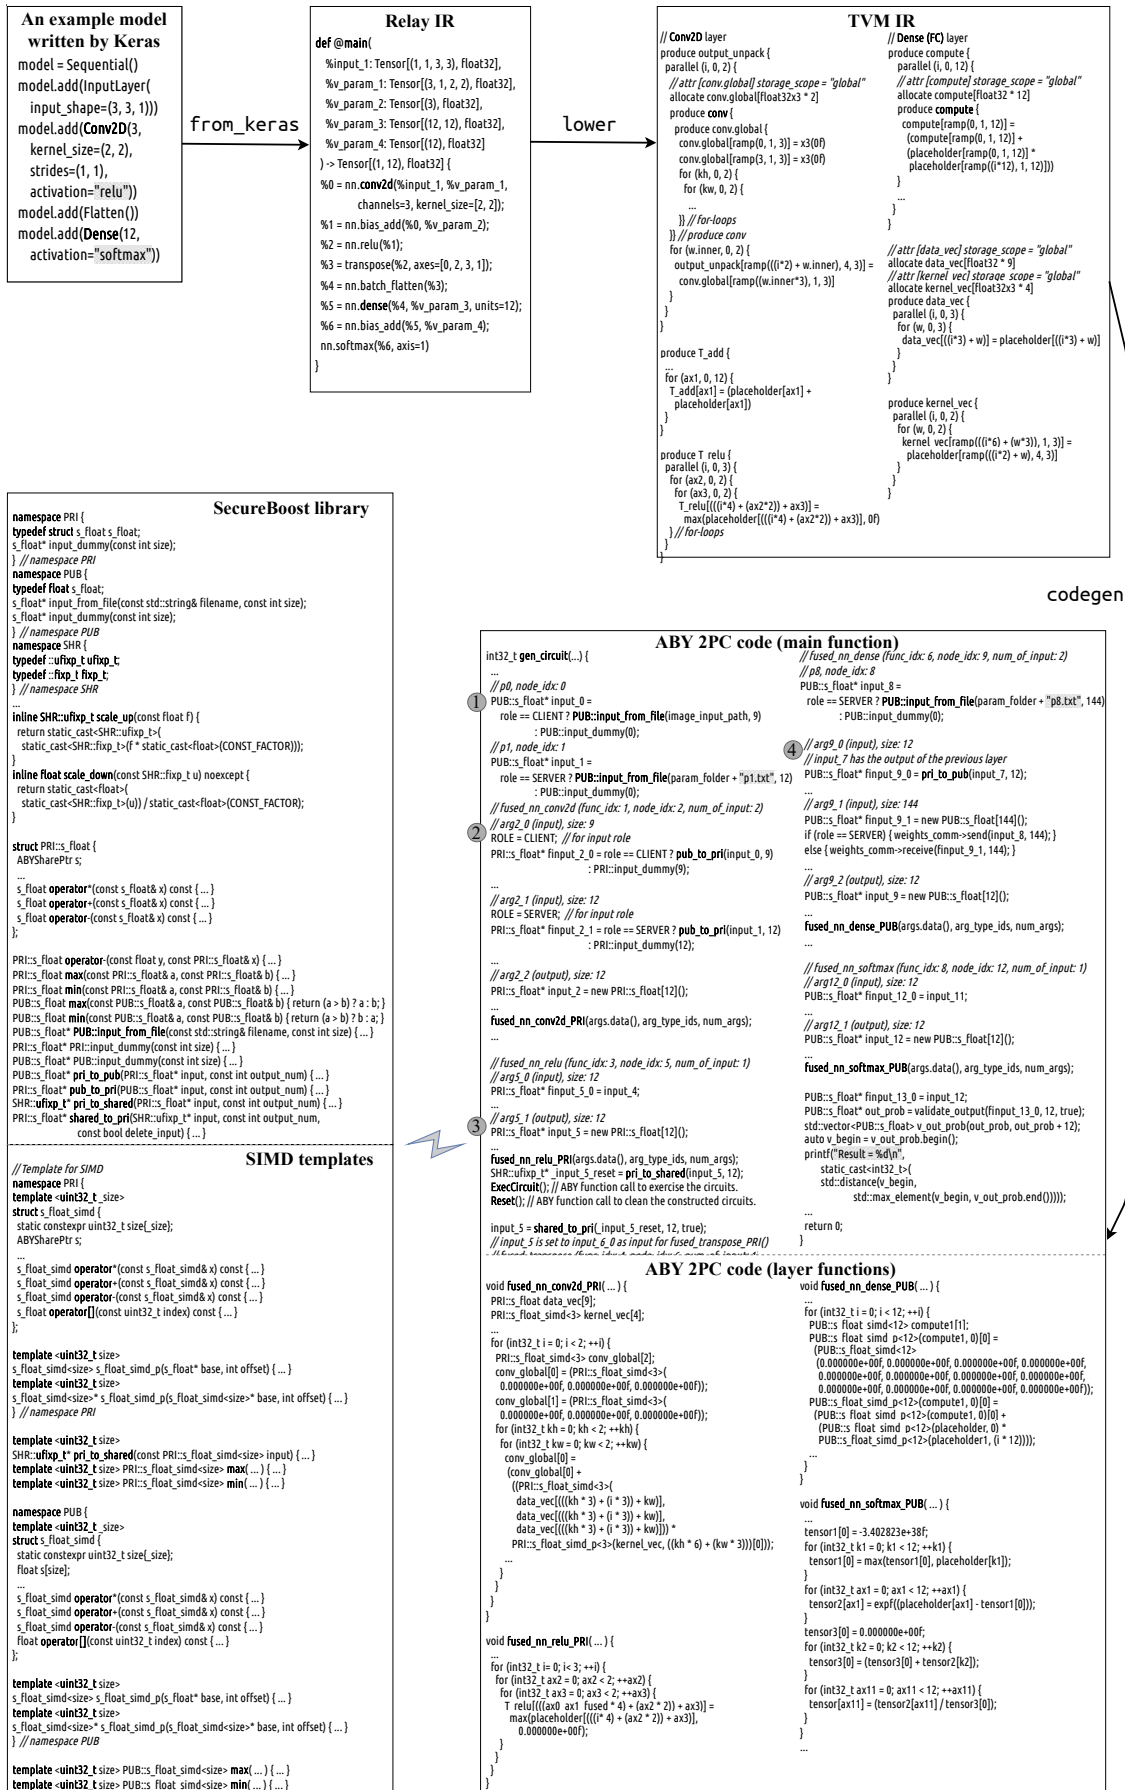 An example model
written by Keras
model = Sequential()
model.add(InputLayer(
input_shape=(3, 3, 1)))
model.add(Conv2D(3,
kernel_size=(2, 2),
strides=(1, 1),
activation="relu"))
model.add(Flatten())
model.add(Dense(12,
activation="softmax"))
from_keras
Relay IR
def @main(
%input_1: Tensor[(1, 1, 3, 3), float32],
%v_param_1: Tensor[(3, 1, 2, 2), float32],
%v_param_2: Tensor[(3), float32],
%v_param_3: Tensor[(12, 12), float32],
%v_param_4: Tensor[(12), float32]
) -> Tensor[(1, 12), float32] {
%0 = nn.conv2d(%input_1, %v_param_1,
channels=3, kernel_size=[2, 2]);
%1 = nn.bias_add(%0, %v_param_2);
%2 = nn.relu(%1);
%3 = transpose(%2, axes=[0, 2, 3, 1]);
%4 = nn.batch_flatten(%3);
%5 = nn.dense(%4, %v_param_3, units=12);
%6 = nn.bias_add(%5, %v_param_4);
nn.softmax(%6, axis=1)
}
lower
TVM IR
// Conv2D layer
produce output_unpack {
parallel (i, 0, 2) {
// attr [conv.global] storage_scope = "global"
allocate conv.global[float32x3 * 2]
produce conv {
produce conv.global {
conv.global[ramp(0, 1, 3)] = x3(0f)
conv.global[ramp(3, 1, 3)] = x3(0f)
for (kh, 0, 2) {
for (kw, 0, 2) {
...
}} // for-loops
}} // produce conv
for (w.inner, 0, 2) {
output_unpack[ramp(((i*2) + w.inner), 4, 3)] =
conv.global[ramp((w.inner*3), 1, 3)]
}
}
}
produce T_add {
...
for (ax1, 0, 12) {
T_add[ax1] = (placeholder[ax1] +
placeholder[ax1])
}
}
produce T_relu {
parallel (i, 0, 3) {
for (ax2, 0, 2) {
for (ax3, 0, 2) {
T_relu[(((i*4) + (ax2*2)) + ax3)] =
max(placeholder[(((i*4) + (ax2*2)) + ax3)], 0f)
} // for-loops
}
}
// Dense (FC) layer
produce compute {
parallel (i, 0, 12) {
// attr [compute] storage_scope = "global"
allocate compute[float32 * 12]
produce compute {
compute[ramp(0, 1, 12)] =
(compute[ramp(0, 1, 12)] +
(placeholder[ramp(0, 1, 12)] *
placeholder[ramp((i*12), 1, 12)]))
}
...
}
}
// attr [data_vec] storage_scope = "global"
allocate data_vec[float32 * 9]
// attr [kernel_vec] storage_scope = "global"
allocate kernel_vec[float32x3 * 4]
produce data_vec {
parallel (i, 0, 3) {
for (w, 0, 3) {
data_vec[((i*3) + w)] = placeholder[((i*3) + w)]
}
}
}
produce kernel_vec {
parallel (i, 0, 2) {
for (w, 0, 2) {
kernel_vec[ramp(((i*6) + (w*3)), 1, 3)] =
placeholder[ramp(((i*2) + w), 4, 3)]
}
}
}
codegen
SecureBoost library
namespace PRI {
typedef struct s_float s_float;
s_float* input_dummy(const int size);
} // namespace PRI
namespace PUB {
typedef float s_float;
s_float* input_from_file(const std::string& filename, const int size);
s_float* input_dummy(const int size);
} // namespace PUB
namespace SHR {
typedef ::ufixp_t ufixp_t;
typedef ::fixp_t fixp_t;
} // namespace SHR
...
inline SHR::ufixp_t scale_up(const float f) {
return static_cast<SHR::ufixp_t>(
static_cast<SHR::fixp_t>(f * static_cast<float>(CONST_FACTOR)));
}
inline float scale_down(const SHR::fixp_t u) noexcept {
return static_cast<float>(
static_cast<SHR::fixp_t>(u)) / static_cast<float>(CONST_FACTOR);
}
struct PRI::s_float {
ABYSharePtr s;
...
s_float operator*(const s_float& x) const { ... }
s_float operator+(const s_float& x) const { ... }
s_float operator-(const s_float& x) const { ... }
};
PRI::s_float operator-(const float y, const PRI::s_float& x) { ... }
PRI::s_float max(const PRI::s_float& a, const PRI::s_float& b) { ... }
PRI::s_float min(const PRI::s_float& a, const PRI::s_float& b) { ... }
PUB::s_float max(const PUB::s_float& a, const PUB::s_float& b) { return (a > b) ? a : b; }
PUB::s_float min(const PUB::s_float& a, const PUB::s_float& b) { return (a > b) ? b : a; }
PUB::s_float* PUB::input_from_file(const std::string& filename, const int size) { ... }
PRI::s_float* PRI::input_dummy(const int size) { ... }
PUB::s_float* PUB::input_dummy(const int size) { ... }
PUB::s_float* pri_to_pub(PRI::s_float* input, const int output_num) { ... }
PRI::s_float* pub_to_pri(PUB::s_float* input, const int output_num) { ... }
SHR::ufixp_t* pri_to_shared(PRI::s_float* input, const int output_num) { ... }
PRI::s_float* shared_to_pri(SHR::ufixp_t* input, const int output_num,
const bool delete_input) { ... }
SIMD templates
// Template for SIMD
namespace PRI {
template <uint32_t _size>
struct s_float_simd {
static constexpr uint32_t size{_size};
ABYSharePtr s;
...
s_float_simd operator*(const s_float_simd& x) const { ... }
s_float_simd operator+(const s_float_simd& x) const { ... }
s_float_simd operator-(const s_float_simd& x) const { ... }
s_float operator[](const uint32_t index) const { ... }
};
template <uint32_t size>
s_float_simd<size> s_float_simd_p(s_float* base, int offset) { ... }
template <uint32_t size>
s_float_simd<size>* s_float_simd_p(s_float_simd<size>* base, int offset) { ... }
} // namespace PRI
template <uint32_t size>
SHR::ufixp_t* pri_to_shared(const PRI::s_float_simd<size> input) { ... }
template <uint32_t size> PRI::s_float_simd<size> max( ... ) { ... }
template <uint32_t size> PRI::s_float_simd<size> min( ... ) { ... }
namespace PUB {
template <uint32_t _size>
struct s_float_simd {
static constexpr uint32_t size{_size};
float s[size];
...
s_float_simd operator*(const s_float_simd& x) const { ... }
s_float_simd operator+(const s_float_simd& x) const { ... }
s_float_simd operator-(const s_float_simd& x) const { ... }
float operator[](const uint32_t index) const { ... }
};
template <uint32_t size>
s_float_simd<size> s_float_simd_p(s_float* base, int offset) { ... }
template <uint32_t size>
s_float_simd<size>* s_float_simd_p(s_float_simd<size>* base, int offset) { ... }
} // namespace PUB
template <uint32_t size> PUB::s_float_simd<size> max( ... ) { ... }
template <uint32_t size> PUB::s_float_simd<size> min( ... ) { ... }
ABY 2PC code (main function)
int32_t gen_circuit(...) {
...
// p0, node_idx: 0
1 PUB::s_float* input_0 =
role == CLIENT ? PUB::input_from_file(image_input_path, 9)
: PUB::input_dummy(0);
// p1, node_idx: 1
PUB::s_float* input_1 =
role == SERVER ? PUB::input_from_file(param_folder + "p1.txt", 12)
: PUB::input_dummy(0);
// fused_nn_conv2d (func_idx: 1, node_idx: 2, num_of_input: 2)
// arg2_0 (input), size: 9
2 ROLE = CLIENT; // for input role
PRI::s_float* finput_2_0 = role == CLIENT ? pub_to_pri(input_0, 9)
: PRI::input_dummy(9);
...
// arg2_1 (input), size: 12
ROLE = SERVER; // for input role
PRI::s_float* finput_2_1 = role == SERVER ? pub_to_pri(input_1, 12)
: PRI::input_dummy(12);
...
// arg2_2 (output), size: 12
PRI::s_float* input_2 = new PRI::s_float[12]();
...
fused_nn_conv2d_PRI(args.data(), arg_type_ids, num_args);
...
// fused_nn_relu (func_idx: 3, node_idx: 5, num_of_input: 1)
// arg5_0 (input), size: 12
PRI::s_float* finput_5_0 = input_4;
...
// arg5_1 (output), size: 12
3 PRI::s_float* input_5 = new PRI::s_float[12]();
...
fused_nn_relu_PRI(args.data(), arg_type_ids, num_args);
SHR::ufixp_t* _input_5_reset = pri_to_shared(input_5, 12);
ExecCircuit(); // ABY function call to exercise the circuits.
Reset(); // ABY function call to clean the constructed circuits.
input_5 = shared_to_pri(_input_5_reset, 12, true);
// input_5 is set to input_6_0 as input for fused_transpose_PRI()
// fused_nn_dense (func_idx: 6, node_idx: 9, num_of_input: 2)
// p8, node_idx: 8
PUB::s_float* input_8 =
role == SERVER ? PUB::input_from_file(param_folder + "p8.txt", 144)
: PUB::input_dummy(0);
4 // arg9_0 (input), size: 12
// input_7 has the output of the previous layer
PUB::s_float* finput_9_0 = pri_to_pub(input_7, 12);
...
// arg9_1 (input), size: 144
PUB::s_float* finput_9_1 = new PUB::s_float[144]();
if (role == SERVER) { weights_comm->send(input_8, 144); }
else { weights_comm->receive(finput_9_1, 144); }
...
// arg9_2 (output), size: 12
PUB::s_float* input_9 = new PUB::s_float[12]();
...
fused_nn_dense_PUB(args.data(), arg_type_ids, num_args);
...
// fused_nn_softmax (func_idx: 8, node_idx: 12, num_of_input: 1)
// arg12_0 (input), size: 12
PUB::s_float* finput_12_0 = input_11;
// arg12_1 (output), size: 12
PUB::s_float* input_12 = new PUB::s_float[12]();
...
fused_nn_softmax_PUB(args.data(), arg_type_ids, num_args);
PUB::s_float* finput_13_0 = input_12;
PUB::s_float* out_prob = validate_output(finput_13_0, 12, true);
std::vector<PUB::s_float> v_out_prob(out_prob, out_prob + 12);
auto v_begin = v_out_prob.begin();
printf("Result = %d\n",
static_cast<int32_t>(
std::distance(v_begin,
std::max_element(v_begin, v_out_prob.end()))));
...
return 0;
}
ABY 2PC code (layer functions)
void fused_nn_conv2d_PRI( ... ) {
PRI::s_float data_vec[9];
PRI::s_float_simd<3> kernel_vec[4];
...
for (int32_t i = 0; i < 2; ++i) {
PRI::s_float_simd<3> conv_global[2];
conv_global[0] = (PRI::s_float_simd<3>(
0.000000e+00f, 0.000000e+00f, 0.000000e+00f));
conv_global[1] = (PRI::s_float_simd<3>(
0.000000e+00f, 0.000000e+00f, 0.000000e+00f));
for (int32_t kh = 0; kh < 2; ++kh) {
for (int32_t kw = 0; kw < 2; ++kw) {
conv_global[0] =
(conv_global[0] +
((PRI::s_float_simd<3>(
data_vec[(((kh * 3) + (i * 3)) + kw)],
data_vec[(((kh * 3) + (i * 3)) + kw)],
data_vec[(((kh * 3) + (i * 3)) + kw)])) *
PRI::s_float_simd_p<3>(kernel_vec, ((kh * 6) + (kw * 3)))[0]));
...
}
}
}
}
void fused_nn_relu_PRI( ... ) {
...
for (int32_t i= 0; i< 3; ++i) {
for (int32_t ax2 = 0; ax2 < 2; ++ax2) {
for (int32_t ax3 = 0; ax3 < 2; ++ax3) {
T_relu[(((ax0_ax1_fused * 4) + (ax2 * 2)) + ax3)] =
max(placeholder[(((i* 4) + (ax2 * 2)) + ax3)],
0.000000e+00f);
}
}
}
}
void fused_nn_dense_PUB( ... ) {
...
for (int32_t i = 0; i < 12; ++i) {
PUB::s_float_simd<12> compute1[1];
PUB::s_float_simd_p<12>(compute1, 0)[0] =
(PUB::s_float_simd<12>
(0.000000e+00f, 0.000000e+00f, 0.000000e+00f, 0.000000e+00f,
0.000000e+00f, 0.000000e+00f, 0.000000e+00f, 0.000000e+00f,
0.000000e+00f, 0.000000e+00f, 0.000000e+00f, 0.000000e+00f));
PUB::s_float_simd_p<12>(compute1, 0)[0] =
(PUB::s_float_simd_p<12>(compute1, 0)[0] +
(PUB::s_float_simd_p<12>(placeholder, 0) *
PUB::s_float_simd_p<12>(placeholder1, (i * 12))));
...
}
}
void fused_nn_softmax_PUB( ... ) {
...
tensor1[0] = -3.402823e+38f;
for (int32_t k1 = 0; k1 < 12; ++k1) {
tensor1[0] = max(tensor1[0], placeholder[k1]);
}
for (int32_t ax1 = 0; ax1 < 12; ++ax1) {
tensor2[ax1] = expf((placeholder[ax1] - tensor1[0]));
}
tensor3[0] = 0.000000e+00f;
for (int32_t k2 = 0; k2 < 12; ++k2) {
tensor3[0] = (tensor3[0] + tensor2[k2]);
}
for (int32_t ax11 = 0; ax11 < 12; ++ax11) {
tensor[ax11] = (tensor2[ax11] / tensor3[0]);
}
}
...